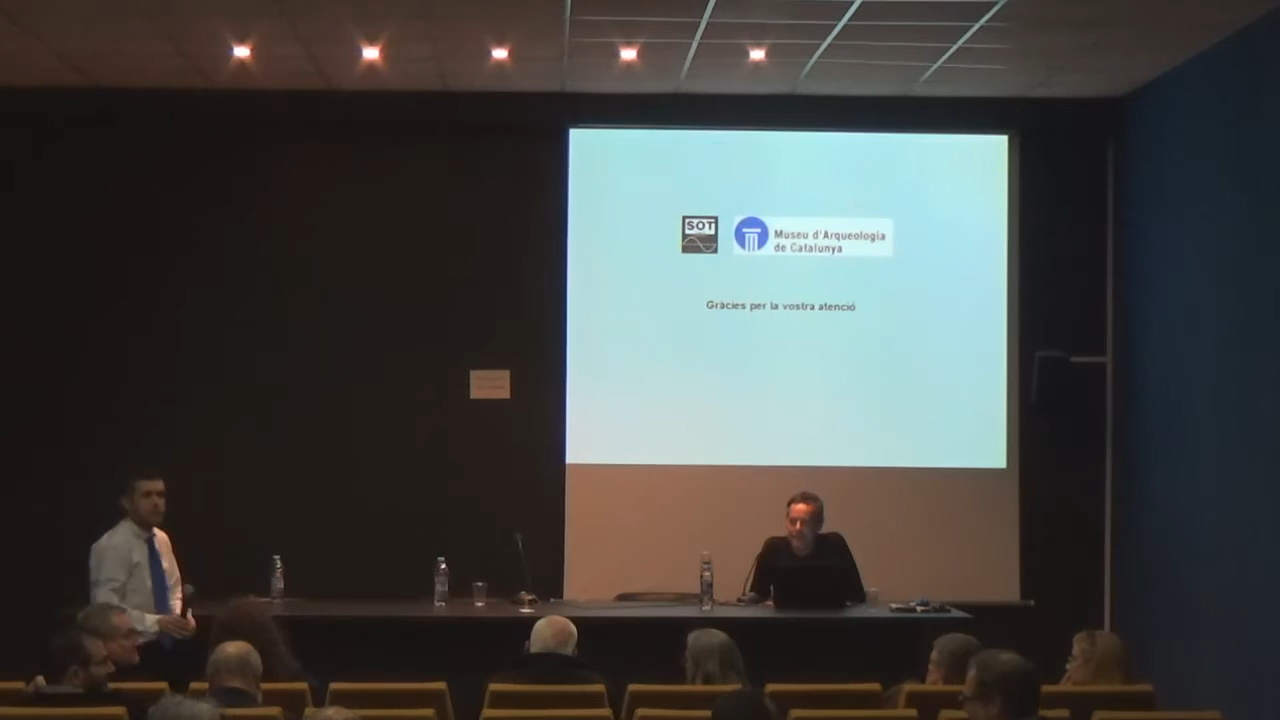 SOT
Museu d'Arqueologia
de Catalunya
Gràcies per la vostra atenció